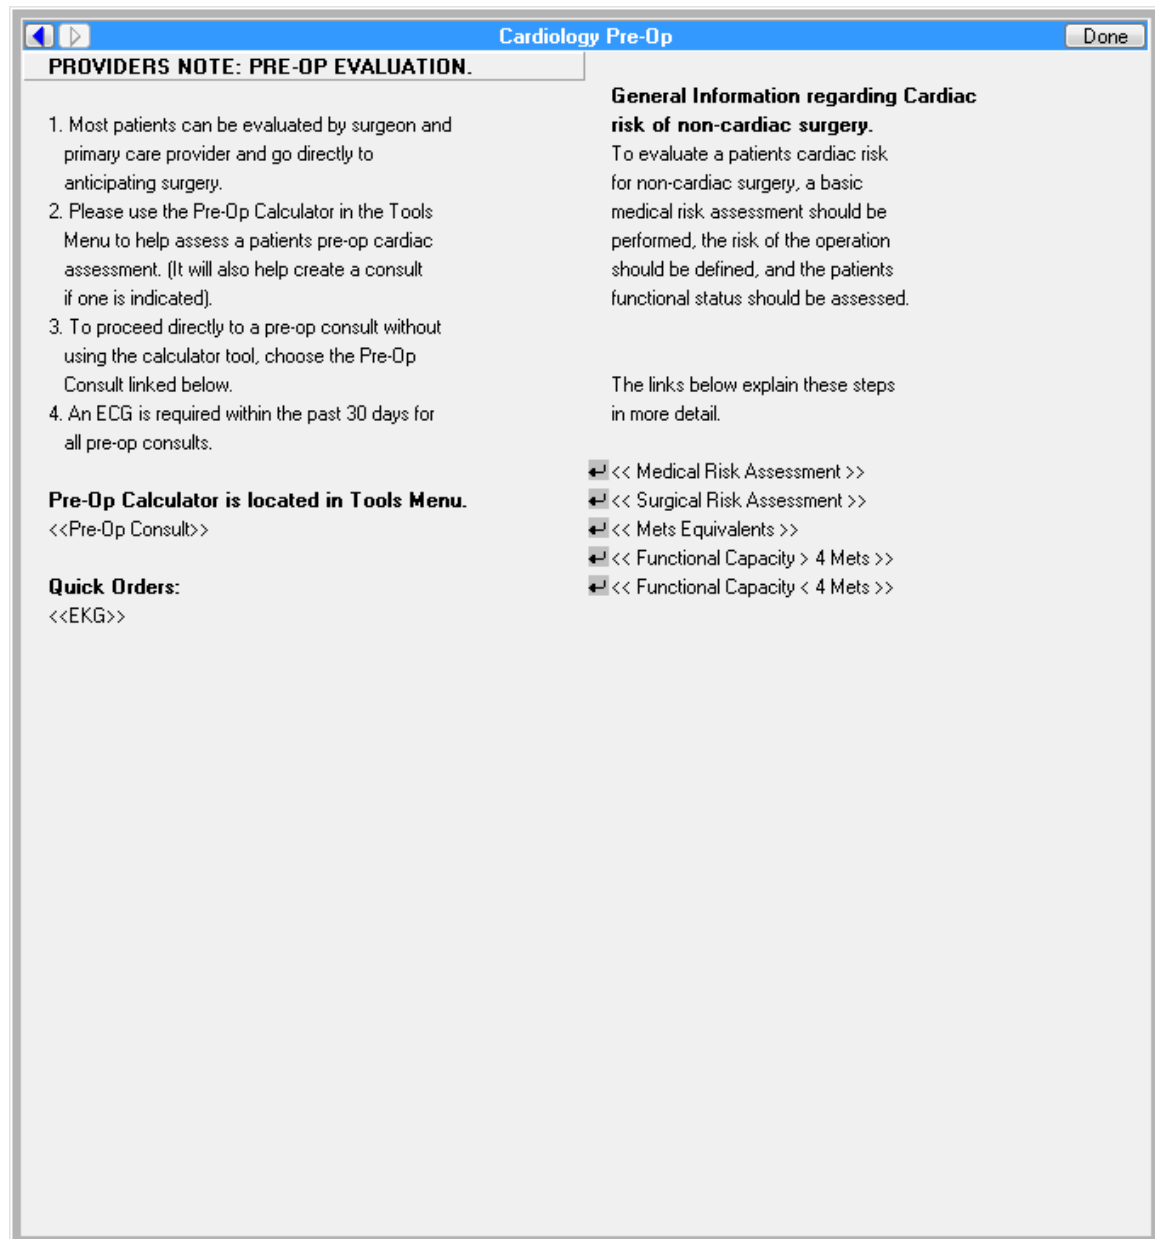 Cardiology Pre-Op
Done
PROVIDERS NOTE: PRE-OP EVALUATION.
1. Most patients can be evaluated by surgeon and
primary care provider and go directly to
anticipating surgery.
2. Please use the Pre-Op Calculator in the Tools
Menu to help assess a patients pre-op cardiac
assessment. (It will also help create a consult
if one is indicated).
3. To proceed directly to a pre-op consult without
using the calculator tool, choose the Pre-Op
Consult linked below.
4. An ECG is required within the past 30 days for
all pre-op consults.
Pre-Op Calculator is located in Tools Menu.
<<Pre-Op Consult>>
Quick Orders:
<<EKG>>
General Information regarding Cardiac
risk of non-cardiac surgery.
To evaluate a patients cardiac risk
for non-cardiac surgery, a basic
medical risk assessment should be
performed, the risk of the operation
should be defined, and the patients
functional status should be assessed.
The links below explain these steps
in more detail.
<< Medical Risk Assessment >>
<< Surgical Risk Assessment >>
<< Mets Equivalents >>
<< Functional Capacity > 4 Mets >>
<< Functional Capacity < 4 Mets >>